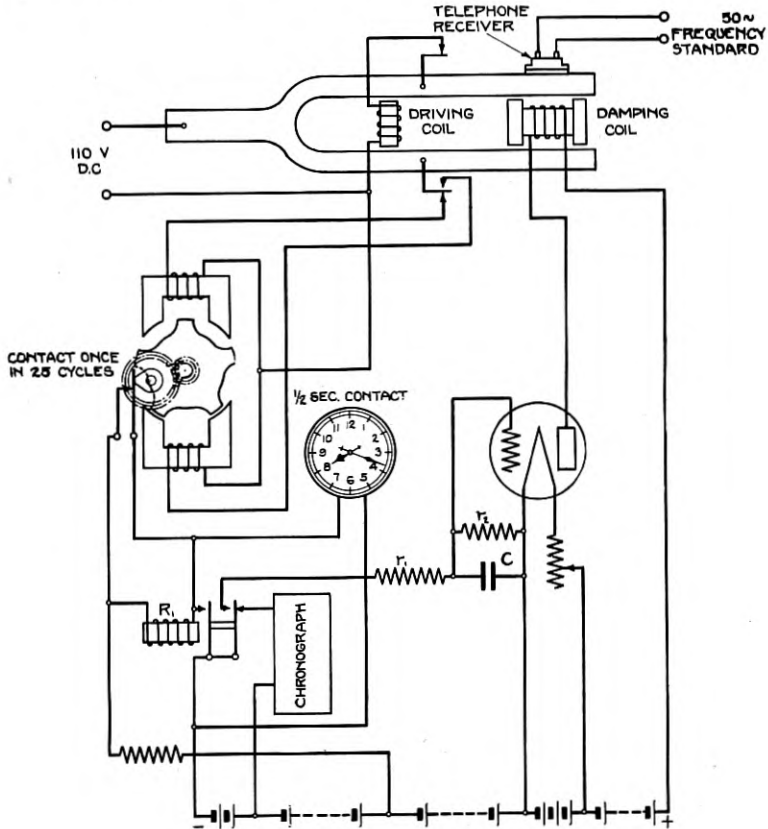 TELEPHONE
RECEIVER
50~
FREQUENCY
STANDARD
DRIVING
COIL
DAMPING
COIL
110 V
D.C
CONTACT ONCE
IN 25 CYCLES
1/2 SEC. CONTACT
12
1
2
3
4
5
6
7
8
9
10
11
r₂
r₁
C
R₁
CHRONOGRAPH
-
+